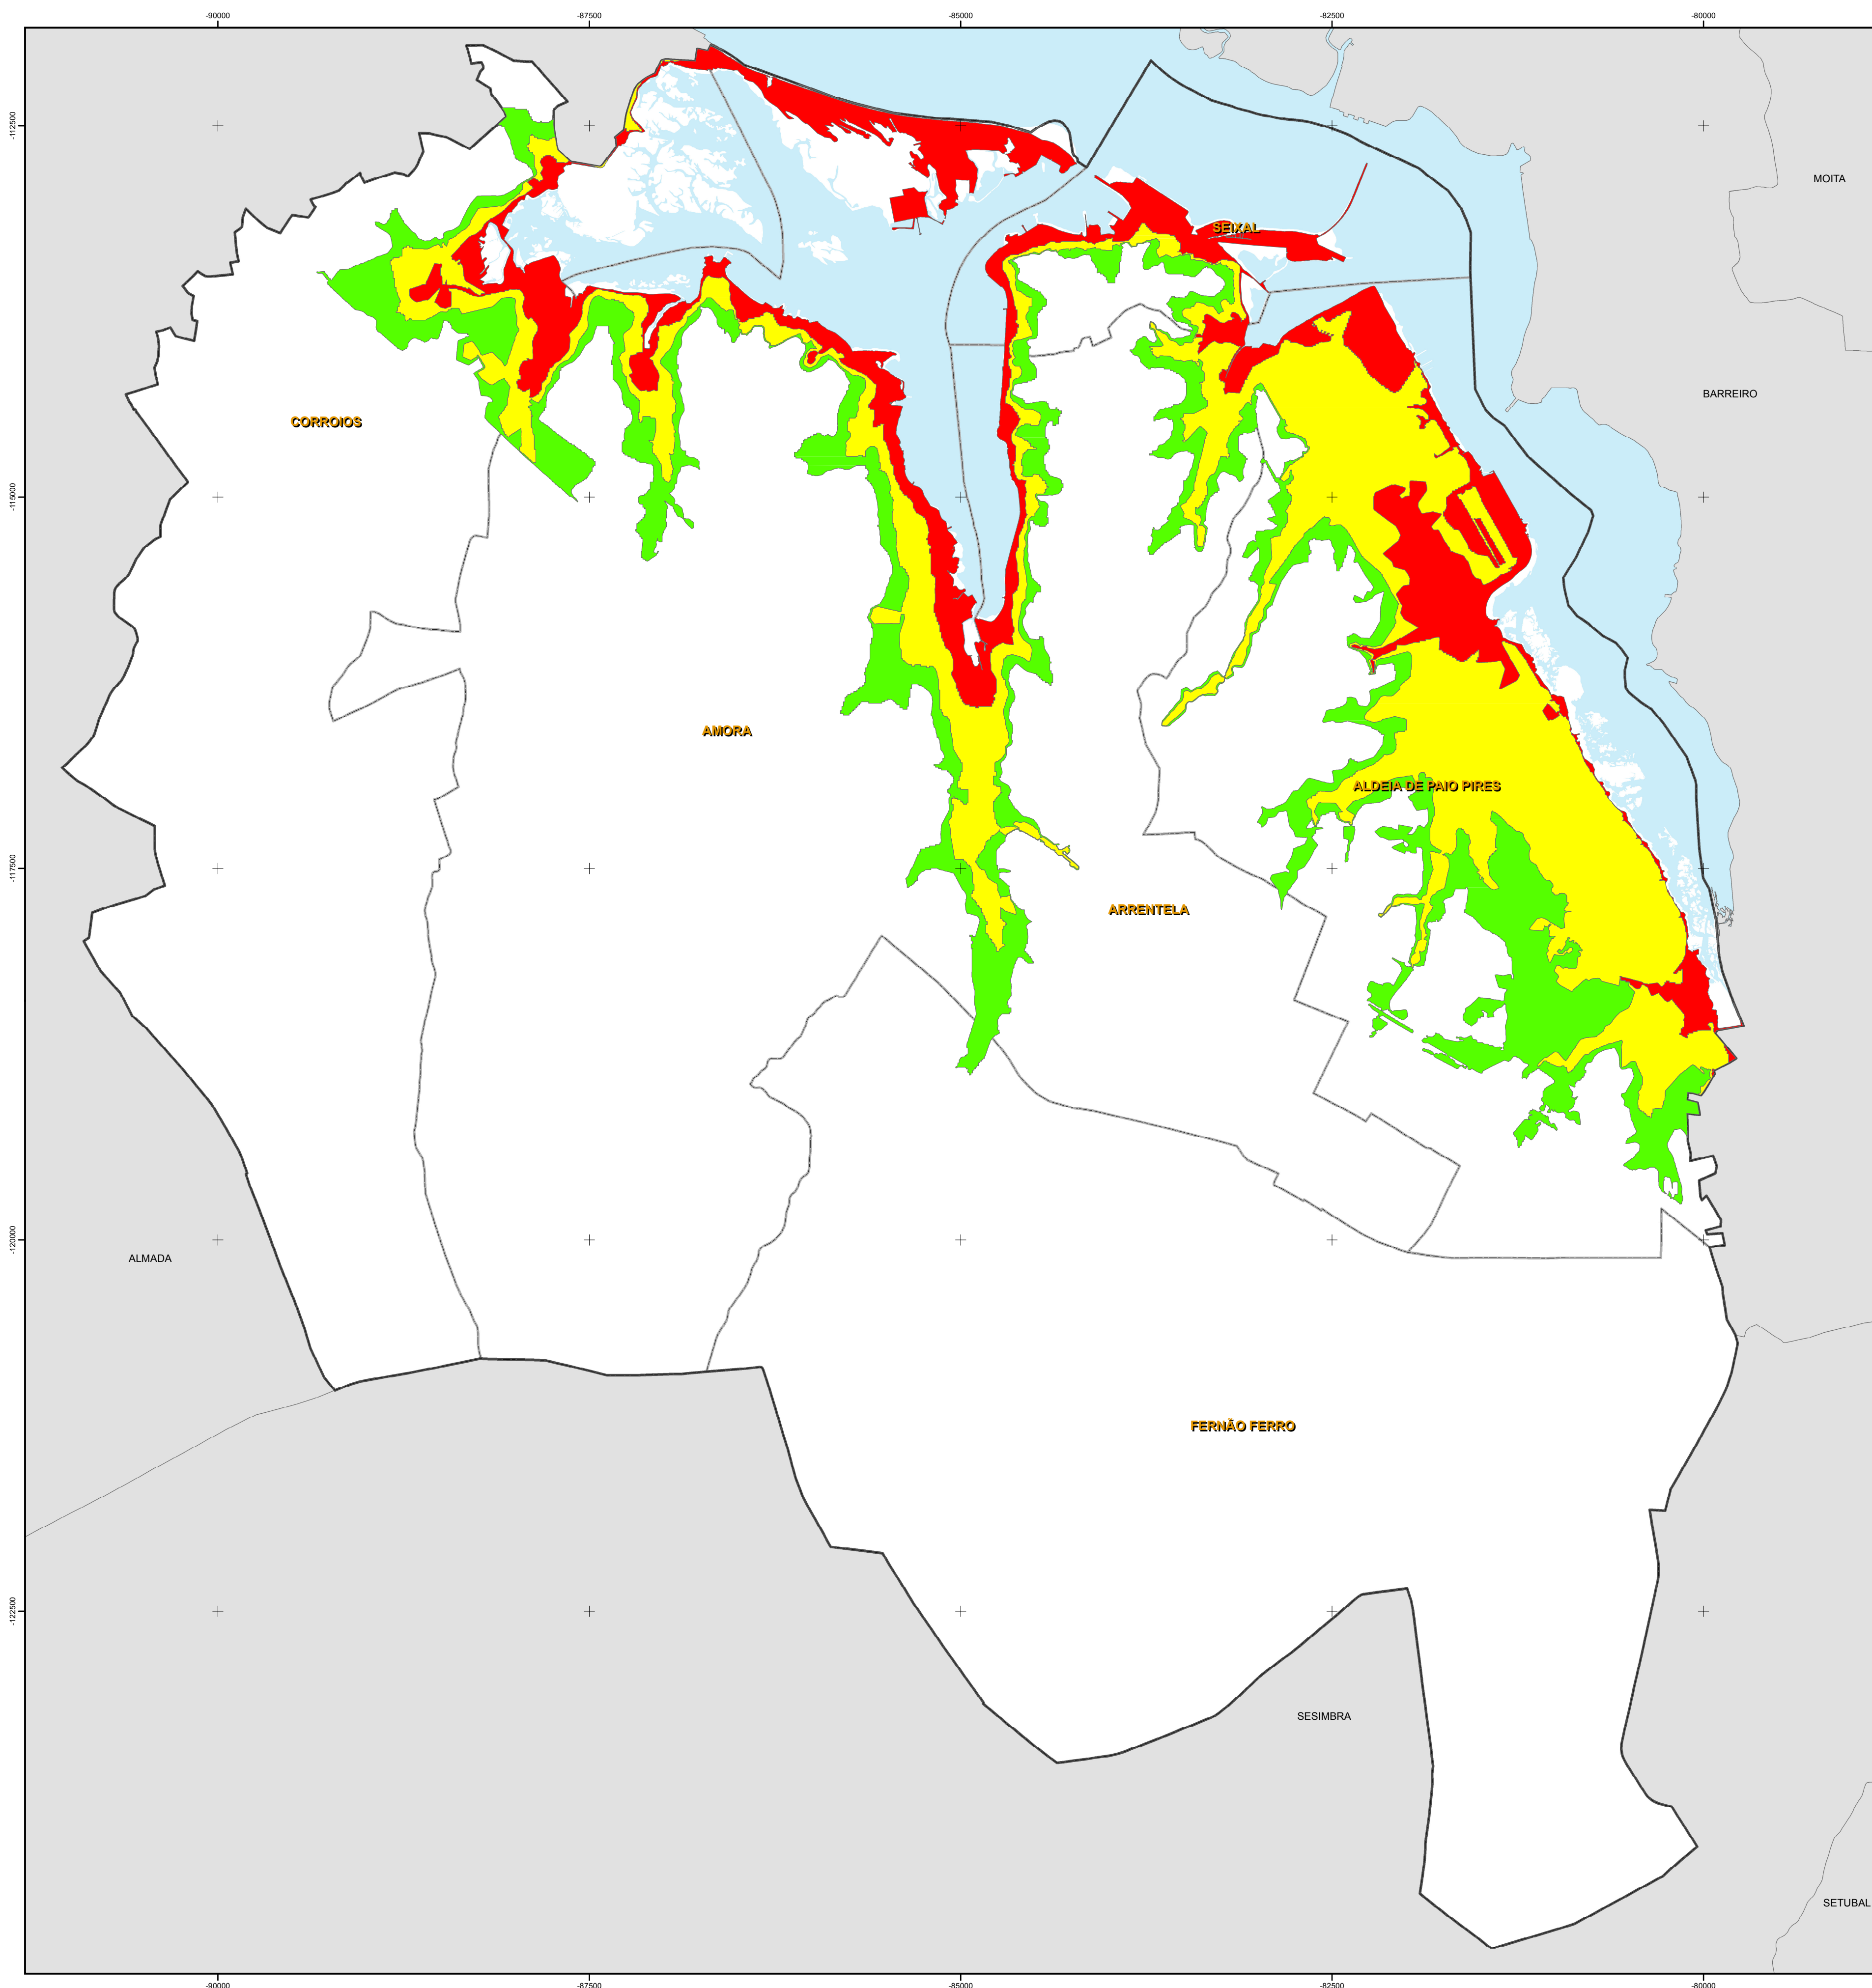 -90000
-87500
-85000
-82500
-80000
-112500
MOITA
SEIXAL
BARREIRO
CORROIOS
-115000
AMORA
ALDEIA DE PAIO PIRES
-117500
ARRENTELA
-120000
ALMADA
FERNÃO FERRO
-122500
SESIMBRA
SETUBAL
-90000
-87500
-85000
-82500
-80000